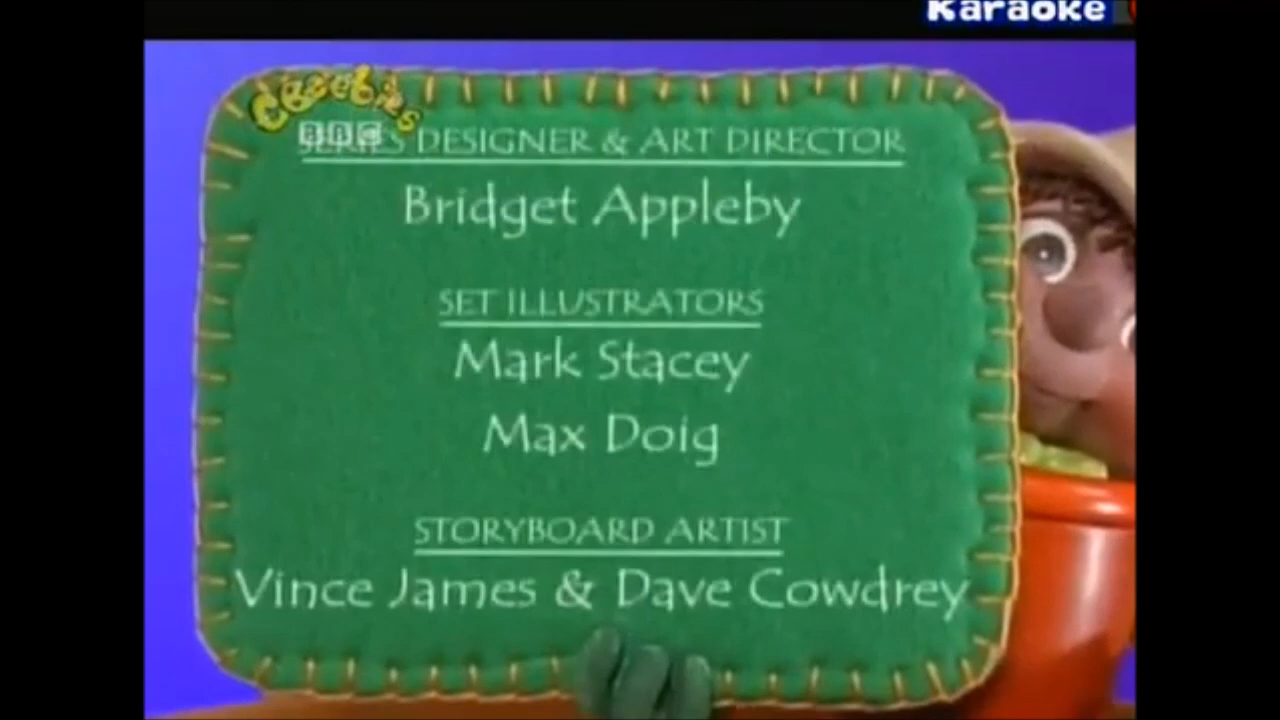 Karaoke
CBeebies
BBC
SERIES DESIGNER & ART DIRECTOR
Bridget Appleby
SET ILLUSTRATORS
Mark Stacey
Max Doig
STORYBOARD ARTIST
Vince James & Dave Cowdrey